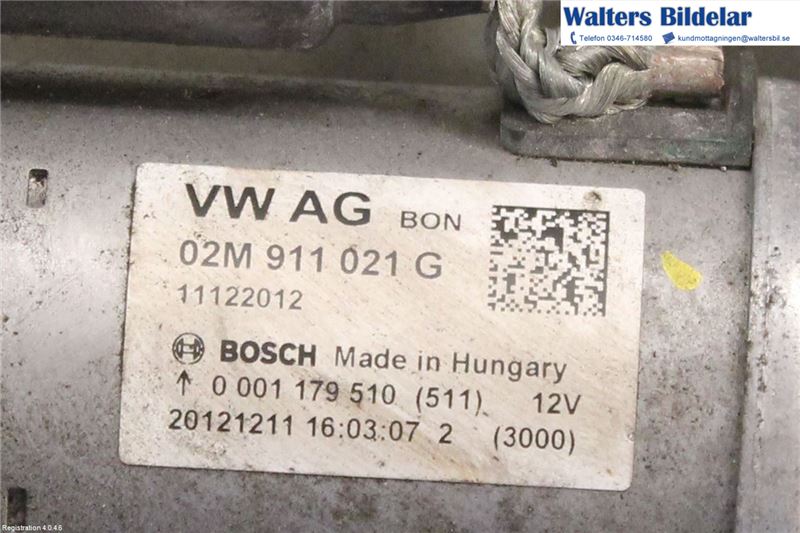 Walters Bildelar
Telefon 0346-714580 kundmottagningen@waltersbil.se
VW AG BON
02M 911 021 G
11122012
BOSCH Made in Hungary
↑ 0 001 179 510 (511) 12V
20121211 16:03:07 2 (3000)
Registration 4.0.4.6